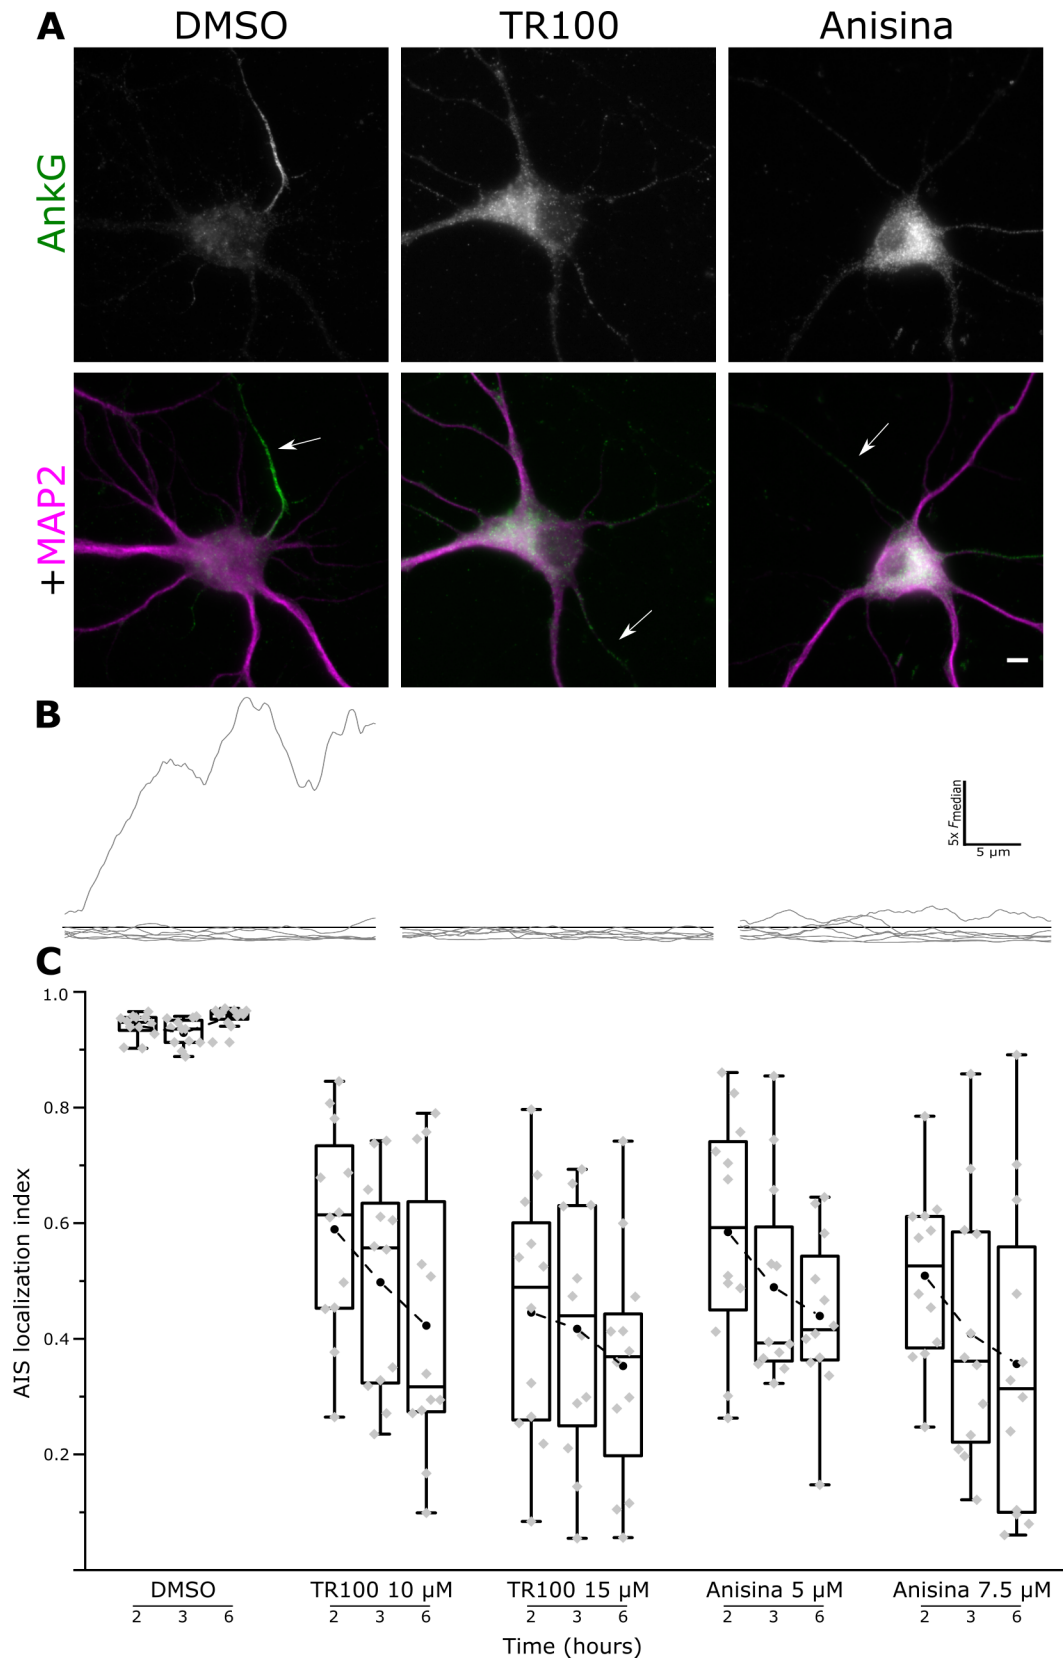 A
DMSO
TR100
Anisina
AnkG
+MAP2
B
5x Fmedian
5 µm
C
1.0
0.8
0.6
0.4
0.2
AIS localization index
DMSO
TR100 10 µM
TR100 15 µM
Anisina 5 µM
Anisina 7.5 µM
2 3 6 2 3 6 2 3 6 2 3 6 2 3 6
Time (hours)